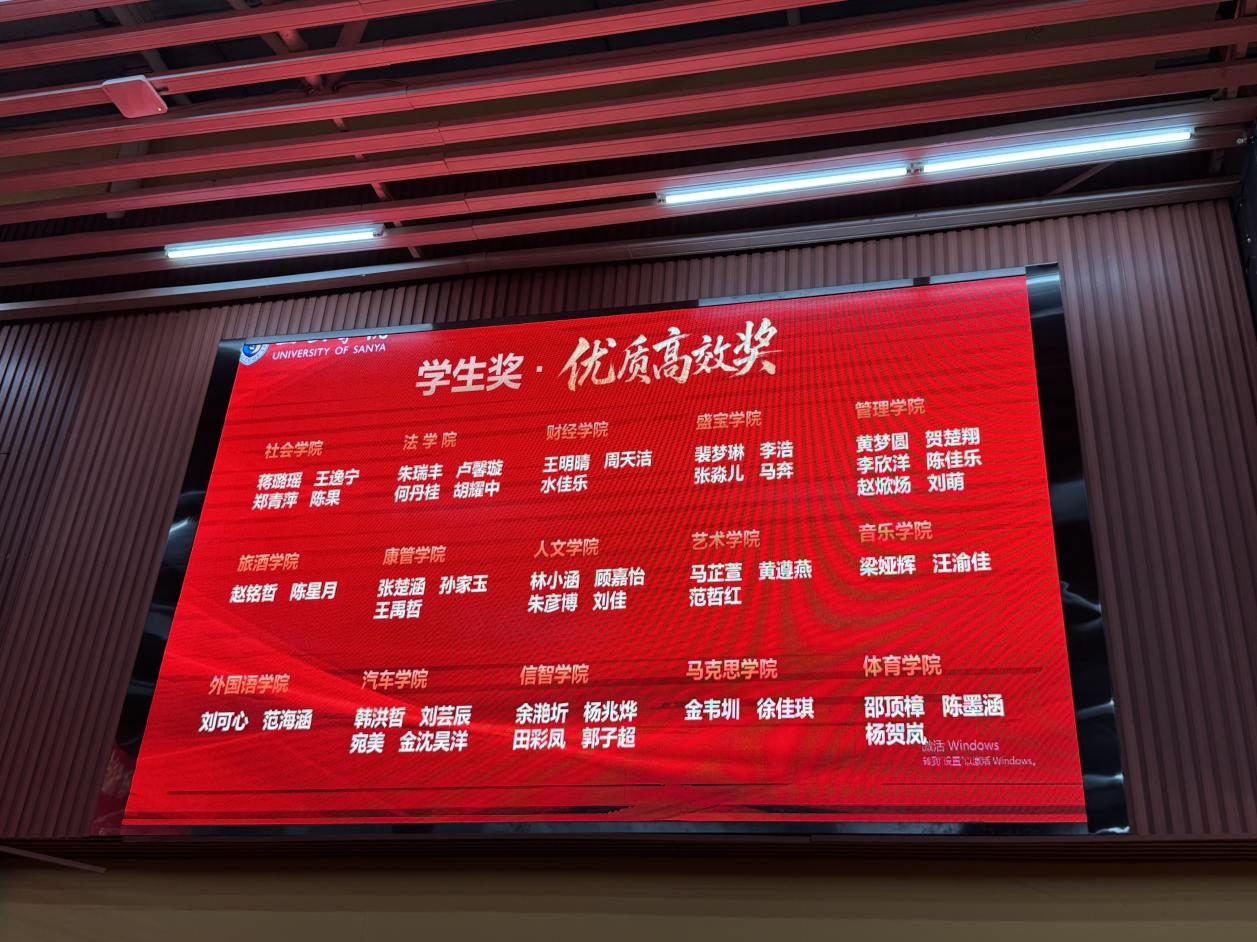 UNIVERSITY OF SANYA
学生奖·优质高效奖
社会学院
蒋璐瑶 王逸宁
郑青萍 陈果
法学院
朱瑞丰 卢馨璇
何丹桂 胡耀中
财经学院
王明晴 周天洁
水佳乐
盛宝学院
裴梦琳 李浩
张淼儿 马奔
管理学院
黄梦圆 贺楚翔
李欣洋 陈佳乐
赵焮炀 刘萌
旅酒学院
赵铭哲 陈星月
康管学院
张楚涵 孙家玉
王禹哲
人文学院
林小涵 顾嘉怡
朱彦博 刘佳
艺术学院
马芷萱 黄遵燕
范哲红
音乐学院
梁娅辉 汪渝佳
外国语学院
刘可心 范海涵
汽车学院
韩洪哲 刘芸辰
宛美 金沈昊洋
信智学院
余滟圻 杨兆烨
田彩凤 郭子超
马克思学院
金韦圳 徐佳琪
体育学院
邵顶樟 陈墨涵
杨贺岚
激活 Windows
转到"设置"以激活 Windows。